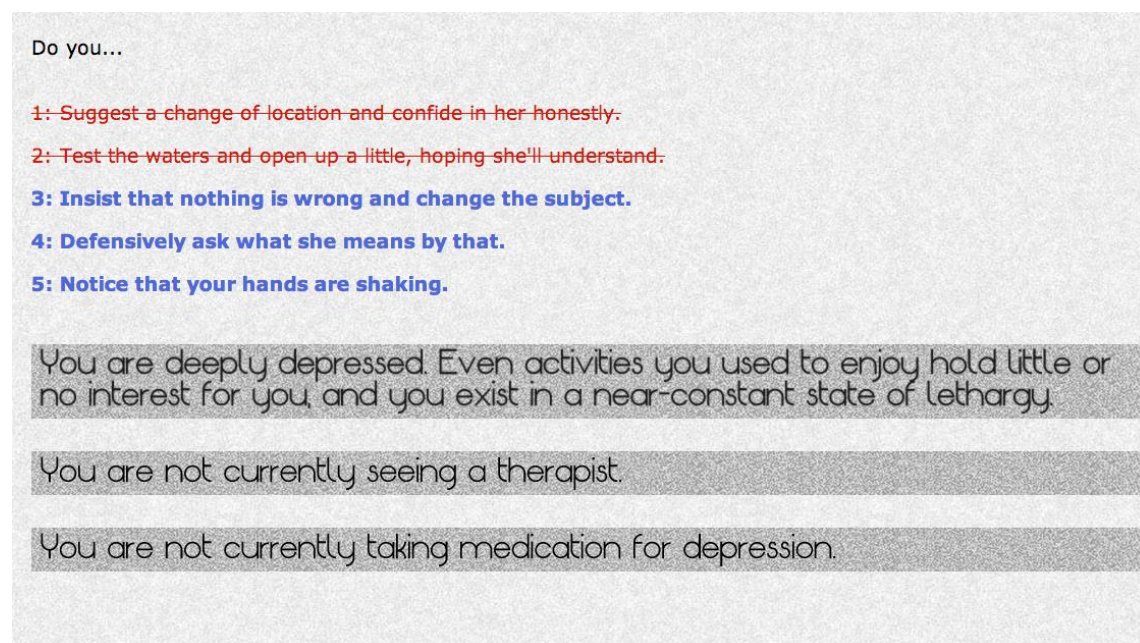 Do you...
1: Suggest a change of location and confide in her honestly.
2: Test the waters and open up a little, hoping she'll understand.
3: Insist that nothing is wrong and change the subject.
4: Defensively ask what she means by that.
5: Notice that your hands are shaking.
You are deeply depressed. Even activities you used to enjoy hold little or
no interest for you, and you exist in a near-constant state of lethargy.
You are not currently seeing a therapist.
You are not currently taking medication for depression.